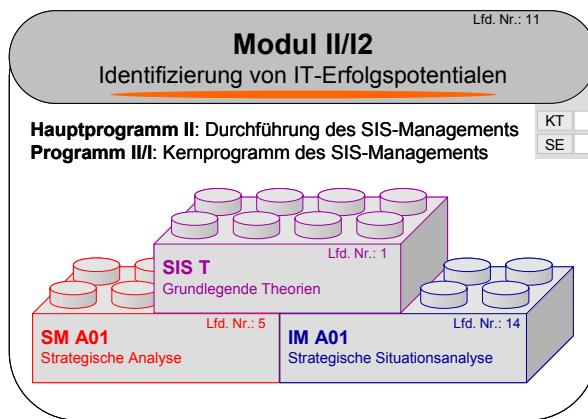 Lfd. Nr.: 11
Modul II/I2
Identifizierung von IT-Erfolgspotentialen
Hauptprogramm II: Durchführung des SIS-Managements
Programm II/I: Kernprogramm des SIS-Managements
KT
SE
Lfd. Nr.: 1
SIS T
Grundlegende Theorien
Lfd. Nr.: 5
SM A01
Strategische Analyse
Lfd. Nr.: 14
IM A01
Strategische Situationsanalyse